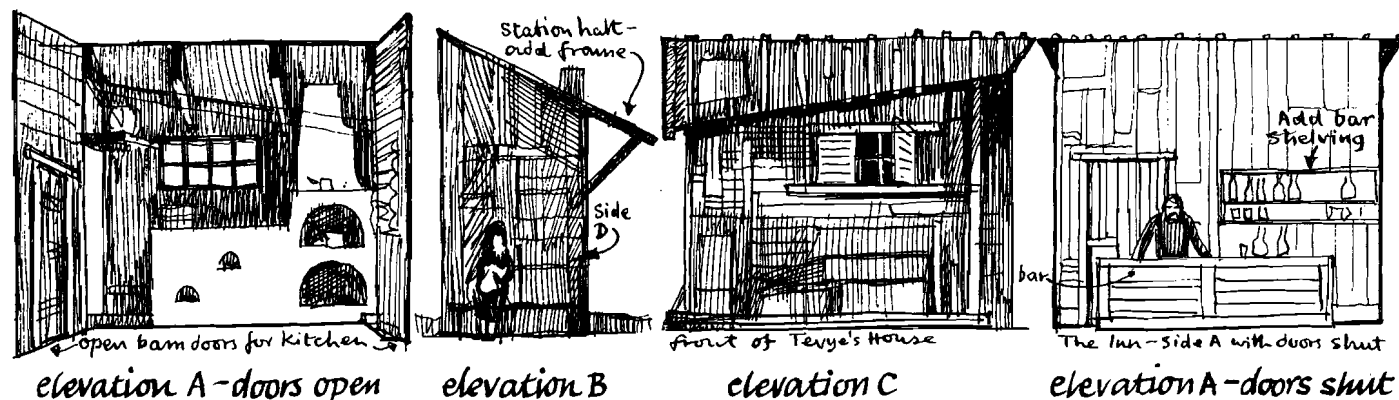 Station halt-
add frame
Side
D
Add bar
shelving
bar
open barn doors for kitchen
front of Tevye's House
The Inn-Side A with doors shut
elevation A-doors open
elevation B
elevation C
elevation A-doors shut